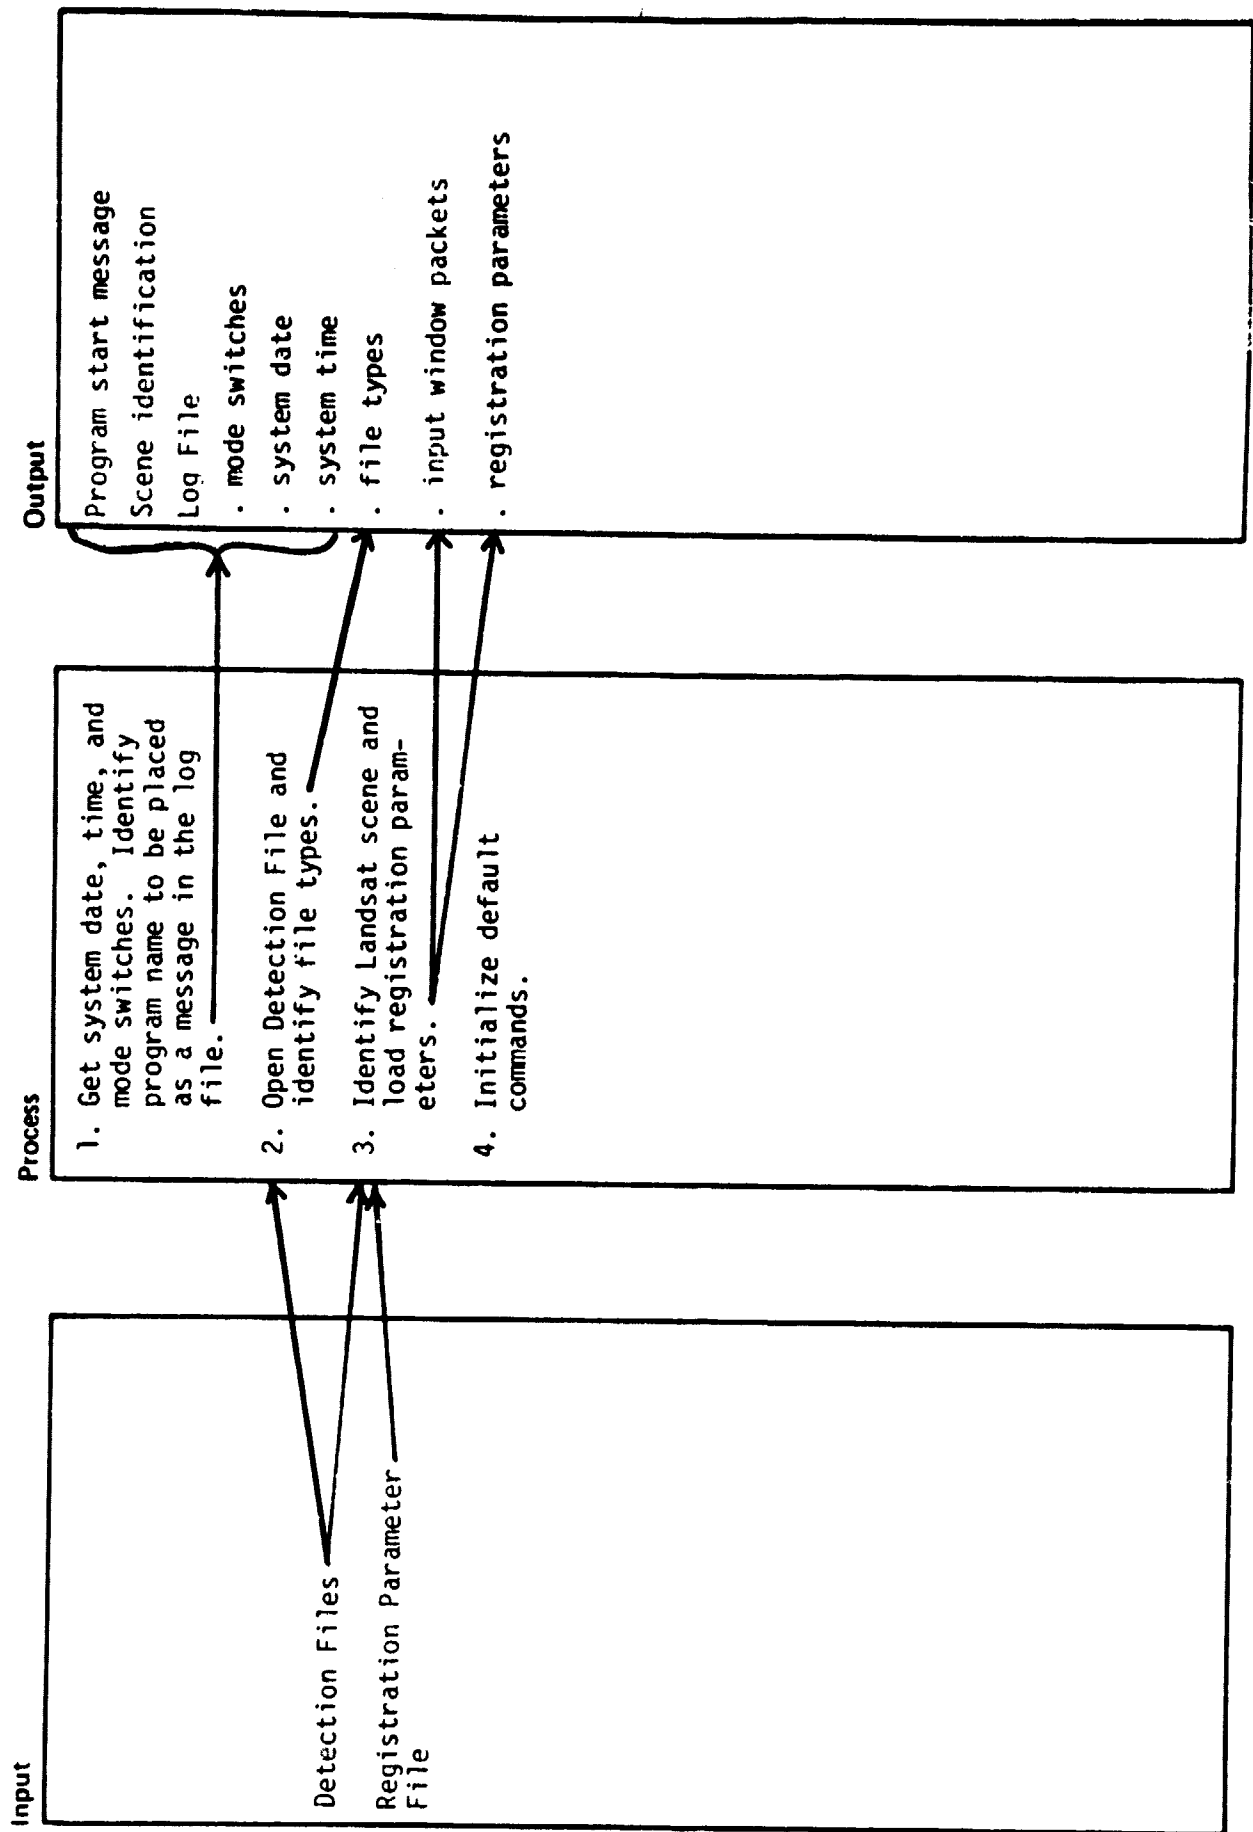 Input
Detection Files
Registration Parameter
File
Process
1. Get system date, time, and
mode switches. Identify
program name to be placed
as a message in the log
file.
2. Open Detection File and
identify file types.
3. Identify Landsat scene and
load registration param-
eters.
4. Initialize default
commands.
Output
Program start message
Scene identification
Log File
. mode switches
. system date
. system time
. file types
. input window packets
. registration parameters